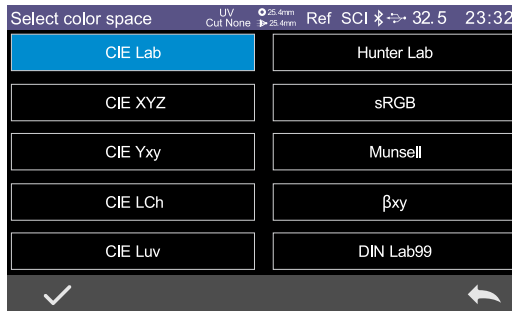 Select color space UV Cut None 25.4mm 25.4mm Ref SCI 32.5 23:32
CIE Lab Hunter Lab
CIE XYZ sRGB
CIE Yxy Munsell
CIE LCh βxy
CIE Luv DIN Lab99